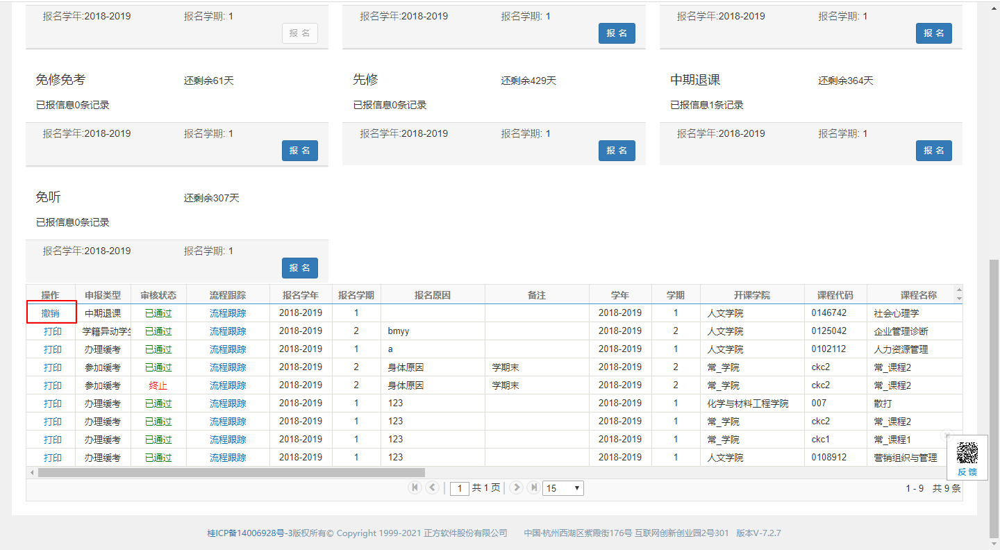 报名学年:2018-2019 报名学期: 1 报名学年:2018-2019 报名学期: 1 报名学年:2018-2019 报名学期: 1
报 名 报 名 报 名
免修免考 还剩余61天 先修 还剩余429天 中期退课 还剩余364天
已报信息0条记录 已报信息0条记录 已报信息1条记录
报名学年:2018-2019 报名学期: 1 报名学年:2018-2019 报名学期: 1 报名学年:2018-2019 报名学期: 1
报 名 报 名 报 名
免听 还剩余307天
已报信息0条记录
报名学年:2018-2019 报名学期: 1
报 名
操作 申报类型 审核状态 流程跟踪 报名学年 报名学期 报名原因 备注 学年 学期 开课学院 课程代码 课程名称
撤销 中期退课 已通过 流程跟踪 2018-2019 1 2018-2019 1 人文学院 0146742 社会心理学
打印 学籍异动学生 已通过 流程跟踪 2018-2019 2 bmyy 2018-2019 2 人文学院 0125042 企业管理诊断
打印 办理缓考 已通过 流程跟踪 2018-2019 1 a 2018-2019 1 人文学院 0102112 人力资源管理
打印 参加缓考 已通过 流程跟踪 2018-2019 2 身体原因 学期末 2018-2019 2 常_学院 ckc2 常_课程2
打印 参加缓考 终止 流程跟踪 2018-2019 2 身体原因 学期末 2018-2019 2 常_学院 ckc2 常_课程2
打印 办理缓考 已通过 流程跟踪 2018-2019 1 123 2018-2019 1 化学与材料工程学院 007 散打
打印 办理缓考 已通过 流程跟踪 2018-2019 1 123 2018-2019 1 常_学院 ckc2 常_课程2
打印 办理缓考 已通过 流程跟踪 2018-2019 1 123 2018-2019 1 常_学院 ckc1 常_课程1
打印 办理缓考 已通过 流程跟踪 2018-2019 1 123 2018-2019 1 人文学院 0108912 营销组织与管理
反馈
1 共 1 页 15 1 - 9 共 9 条
桂ICP备14006928号-3版权所有© Copyright 1999-2021 正方软件股份有限公司 中国·杭州西湖区紫霞街176号 互联网创新创业园2号301 版本V-7.2.7